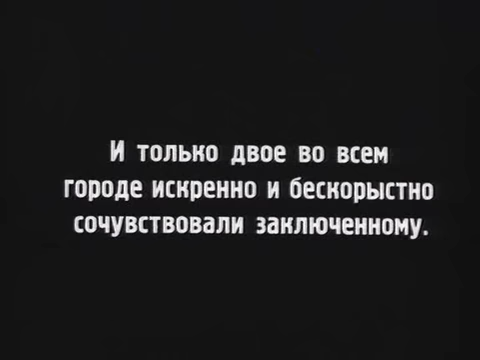 И только двое во всем
городе искренно и бескорыстно
сочувствовали заключенному.